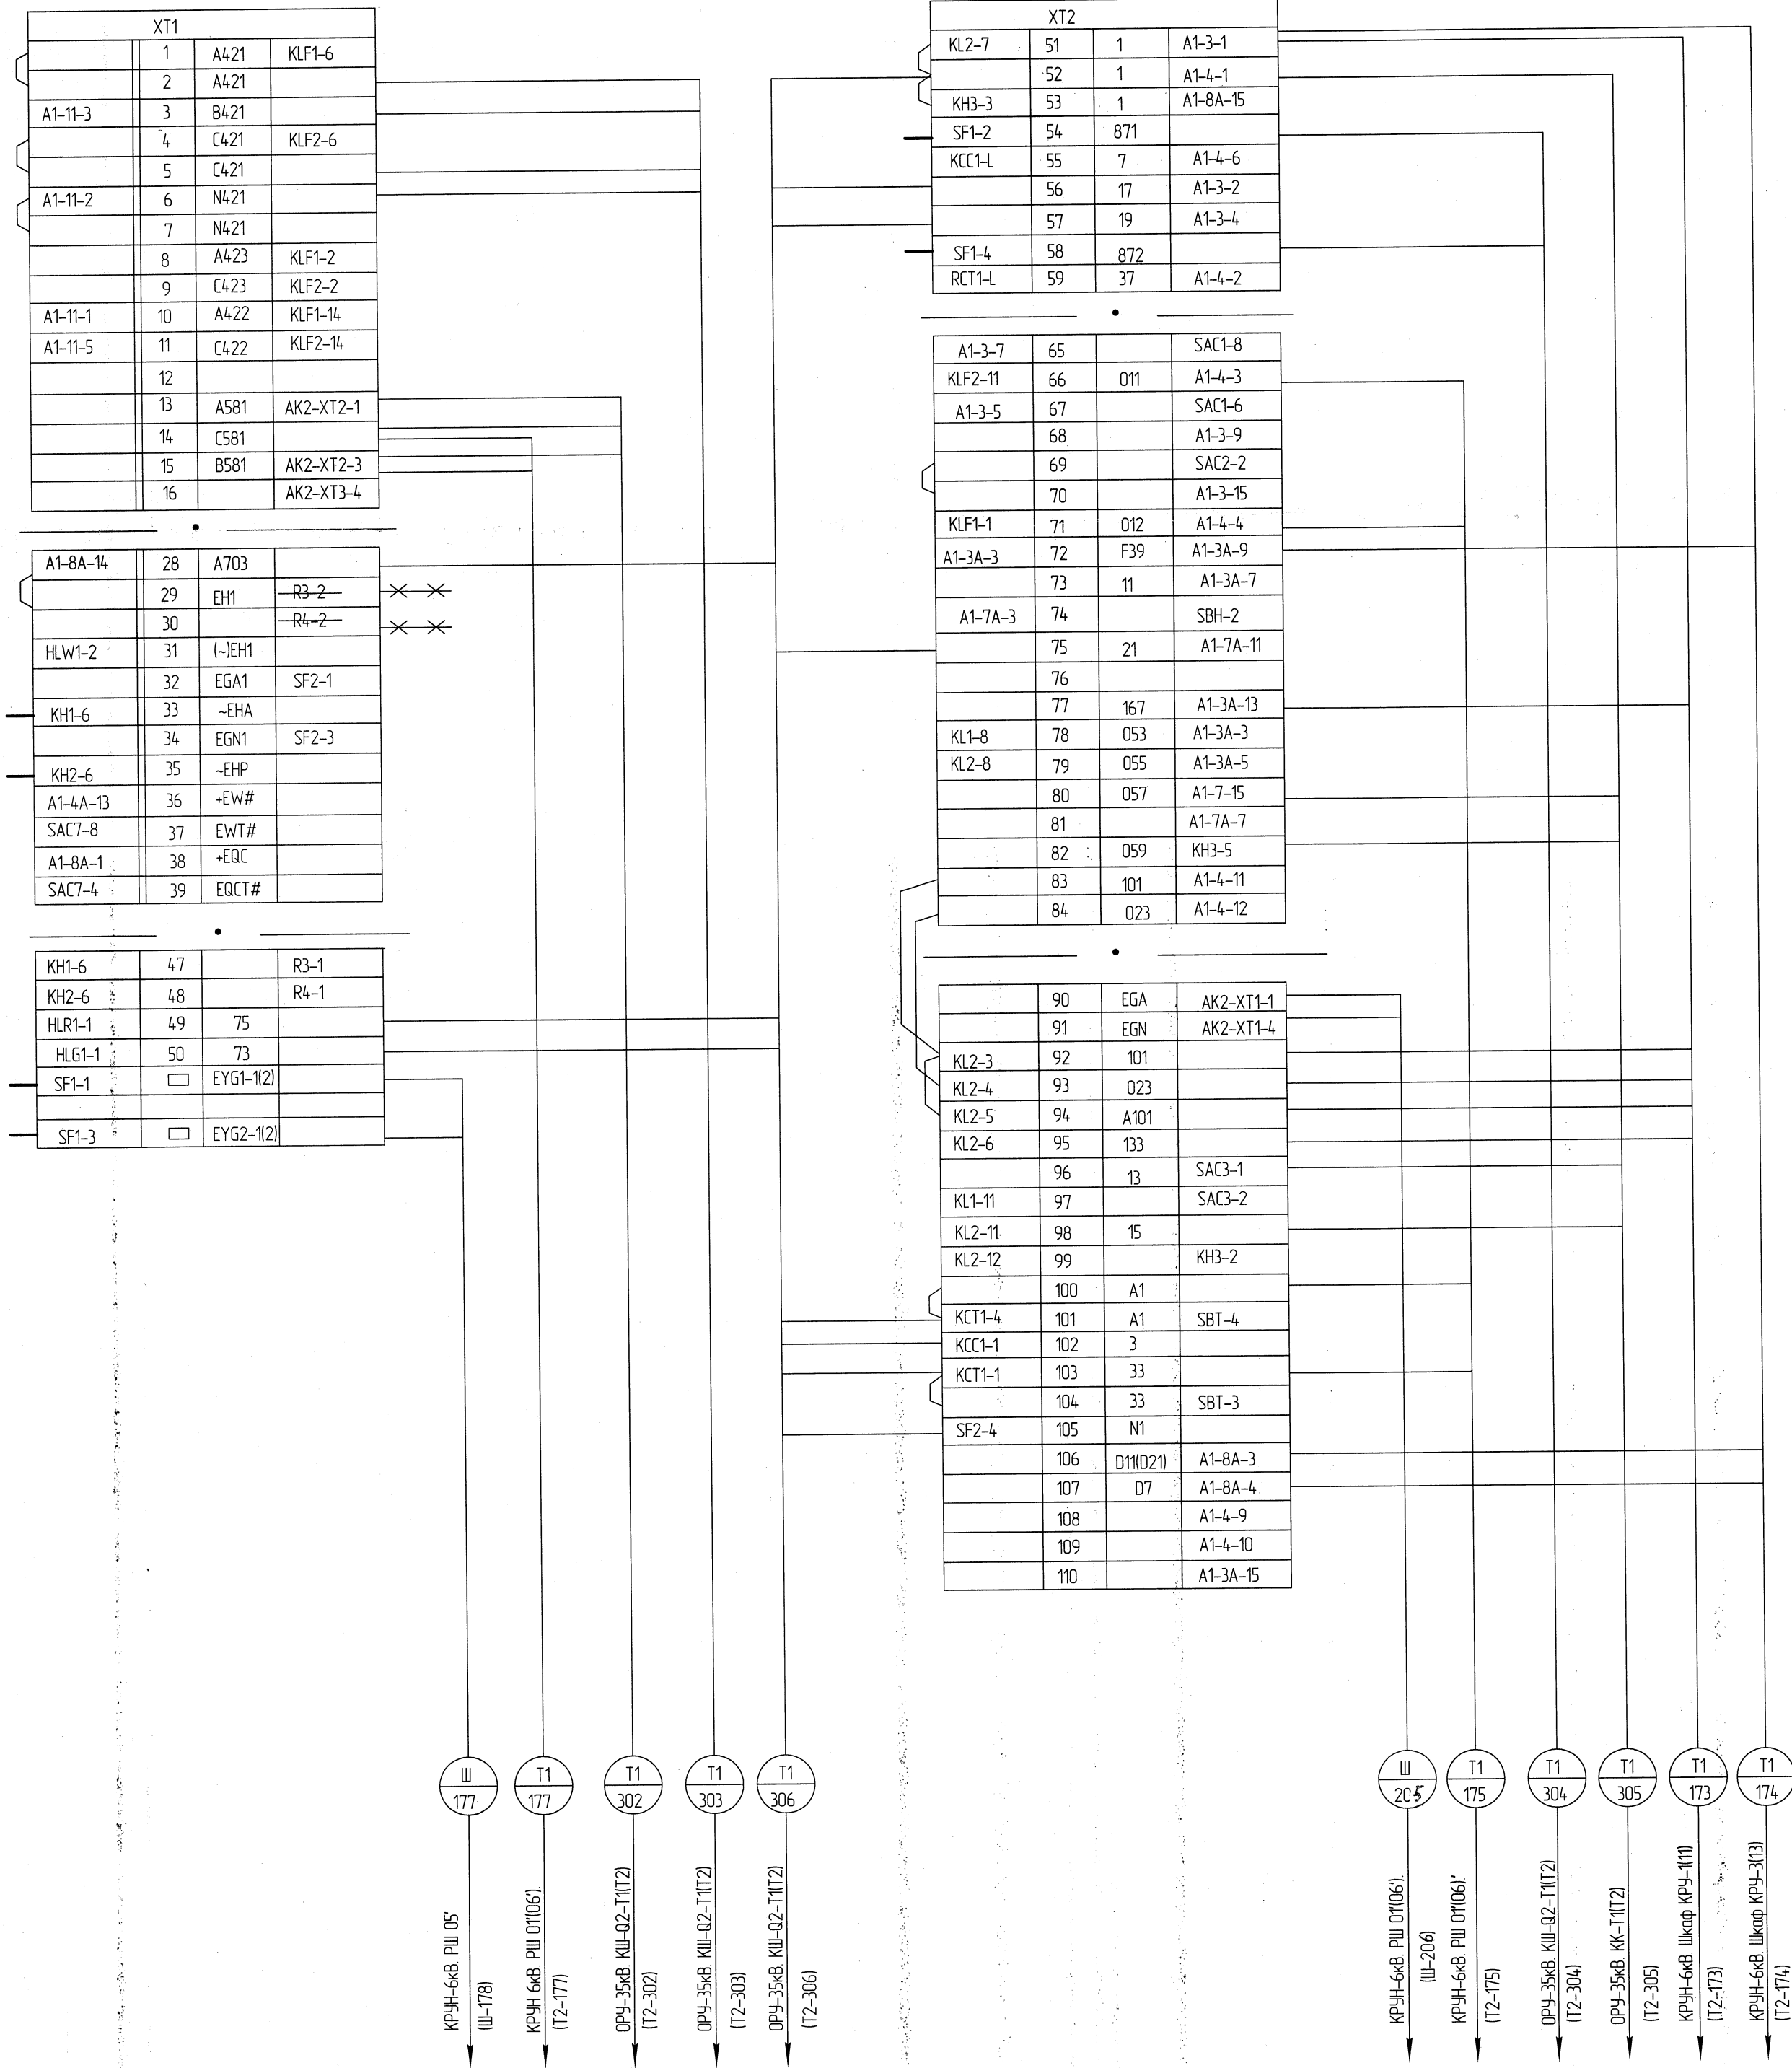 XT1
1 A421 KLF1-6
2 A421
A1-11-3 3 B421
4 C421 KLF2-6
5 C421
A1-11-2 6 N421
7 N421
8 A423 KLF1-2
9 C423 KLF2-2
A1-11-1 10 A422 KLF1-14
A1-11-5 11 C422 KLF2-14
12
13 A581 AK2-XT2-1
14 C581
15 B581 AK2-XT2-3
16 AK2-XT3-4
A1-8A-14 28 A703
29 EH1 R3-2
30 R4-2
HLW1-2 31 (~)EH1
32 EGA1 SF2-1
KH1-6 33 ~EHA
34 EGN1 SF2-3
KH2-6 35 ~EHP
A1-4A-13 36 +EW#
SAC7-8 37 EWT#
A1-8A-1 38 +EQC
SAC7-4 39 EQCT#
KH1-6 47 R3-1
KH2-6 48 R4-1
HLR1-1 49 75
HLG1-1 50 73
SF1-1 EYG1-1(2)
SF1-3 EYG2-1(2)
XT2
KL2-7 51 1 A1-3-1
52 1 A1-4-1
KH3-3 53 1 A1-8A-15
SF1-2 54 871
KCC1-L 55 7 A1-4-6
56 17 A1-3-2
57 19 A1-3-4
SF1-4 58 872
RCT1-L 59 37 A1-4-2
A1-3-7 65 SAC1-8
KLF2-11 66 011 A1-4-3
A1-3-5 67 SAC1-6
68 A1-3-9
69 SAC2-2
70 A1-3-15
KLF1-1 71 012 A1-4-4
A1-3A-3 72 F39 A1-3A-9
73 11 A1-3A-7
A1-7A-3 74 SBH-2
75 21 A1-7A-11
76
77 167 A1-3A-13
KL1-8 78 053 A1-3A-3
KL2-8 79 055 A1-3A-5
80 057 A1-7-15
81 A1-7A-7
82 059 KH3-5
83 101 A1-4-11
84 023 A1-4-12
90 EGA AK2-XT1-1
91 EGN AK2-XT1-4
KL2-3 92 101
KL2-4 93 023
KL2-5 94 A101
KL2-6 95 133
96 13 SAC3-1
KL1-11 97 SAC3-2
KL2-11 98 15
KL2-12 99 KH3-2
100 A1
KCT1-4 101 A1 SBT-4
KCC1-1 102 3
KCT1-1 103 33
104 33 SBT-3
SF2-4 105 N1
106 D11(D21) A1-8A-3
107 D7 A1-8A-4
108 A1-4-9
109 A1-4-10
110 A1-3A-15
Ш
177
КРУН-6кВ. РШ 05'
(Ш-178)
Т1
177
КРУН 6кВ. РШ 01'(06').
(Т2-177)
Т1
302
ОРУ-35кВ. КШ-Q2-Т1(Т2)
(Т2-302)
Т1
303
ОРУ-35кВ. КШ-Q2-Т1(Т2)
(Т2-303)
Т1
306
ОРУ-35кВ. КШ-Q2-Т1(Т2)
(Т2-306)
Ш
205
КРУН-6кВ. РШ 01'(06').
(Ш-206)
Т1
175
КРУН-6кВ. РШ 01'(06).'
(Т2-175)
Т1
304
ОРУ-35кВ. КШ-Q2-Т1(Т2)
(Т2-304)
Т1
305
ОРУ-35кВ. КК-Т1(Т2)
(Т2-305)
Т1
173
КРУН-6кВ. Шкаф КРУ-1(11)
(Т2-173)
Т1
174
КРУН-6кВ. Шкаф КРУ-3(13)
(Т2-174)